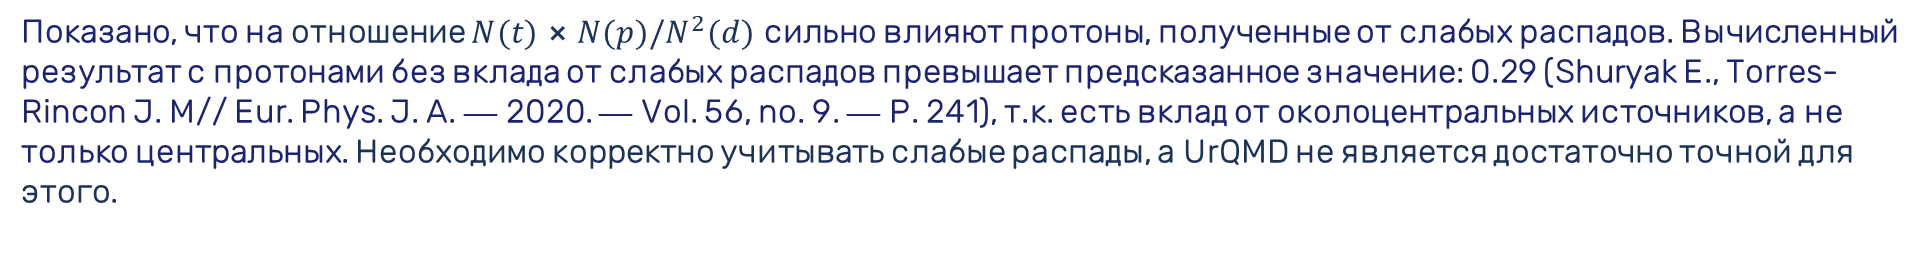 Показано, что на отношение N(t) × N(p)/N²(d) сильно влияют протоны, полученные от слабых распадов. Вычисленный
результат с протонами без вклада от слабых распадов превышает предсказанное значение: 0.29 (Shuryak E., Torres-
Rincon J. M// Eur. Phys. J. A. — 2020. — Vol. 56, no. 9. — P. 241), т.к. есть вклад от околоцентральных источников, а не
только центральных. Необходимо корректно учитывать слабые распады, а UrQMD не является достаточно точной для
этого.